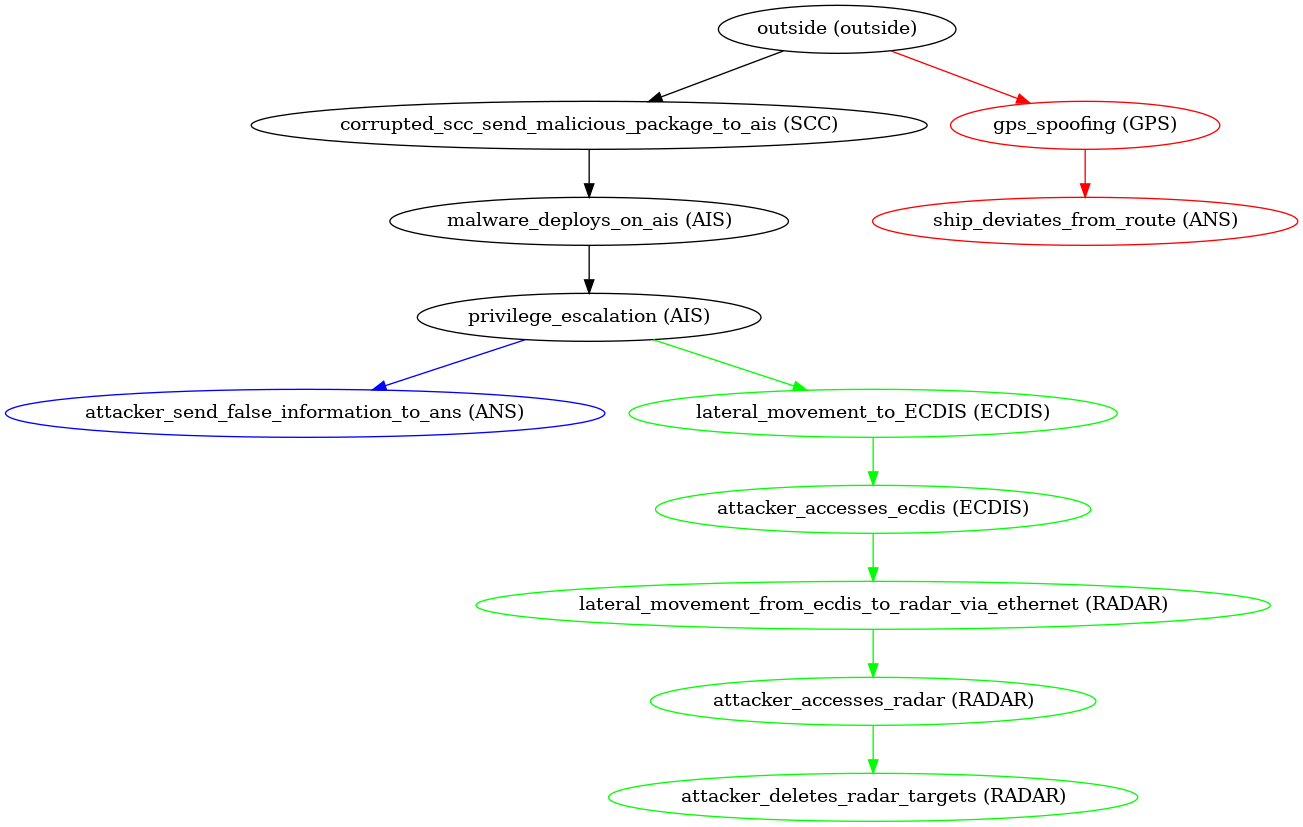 outside (outside)
corrupted_scc_send_malicious_package_to_ais (SCC)
gps_spoofing (GPS)
malware_deploys_on_ais (AIS)
ship_deviates_from_route (ANS)
privilege_escalation (AIS)
attacker_send_false_information_to_ans (ANS)
lateral_movement_to_ECDIS (ECDIS)
attacker_accesses_ecdis (ECDIS)
lateral_movement_from_ecdis_to_radar_via_ethernet (RADAR)
attacker_accesses_radar (RADAR)
attacker_deletes_radar_targets (RADAR)